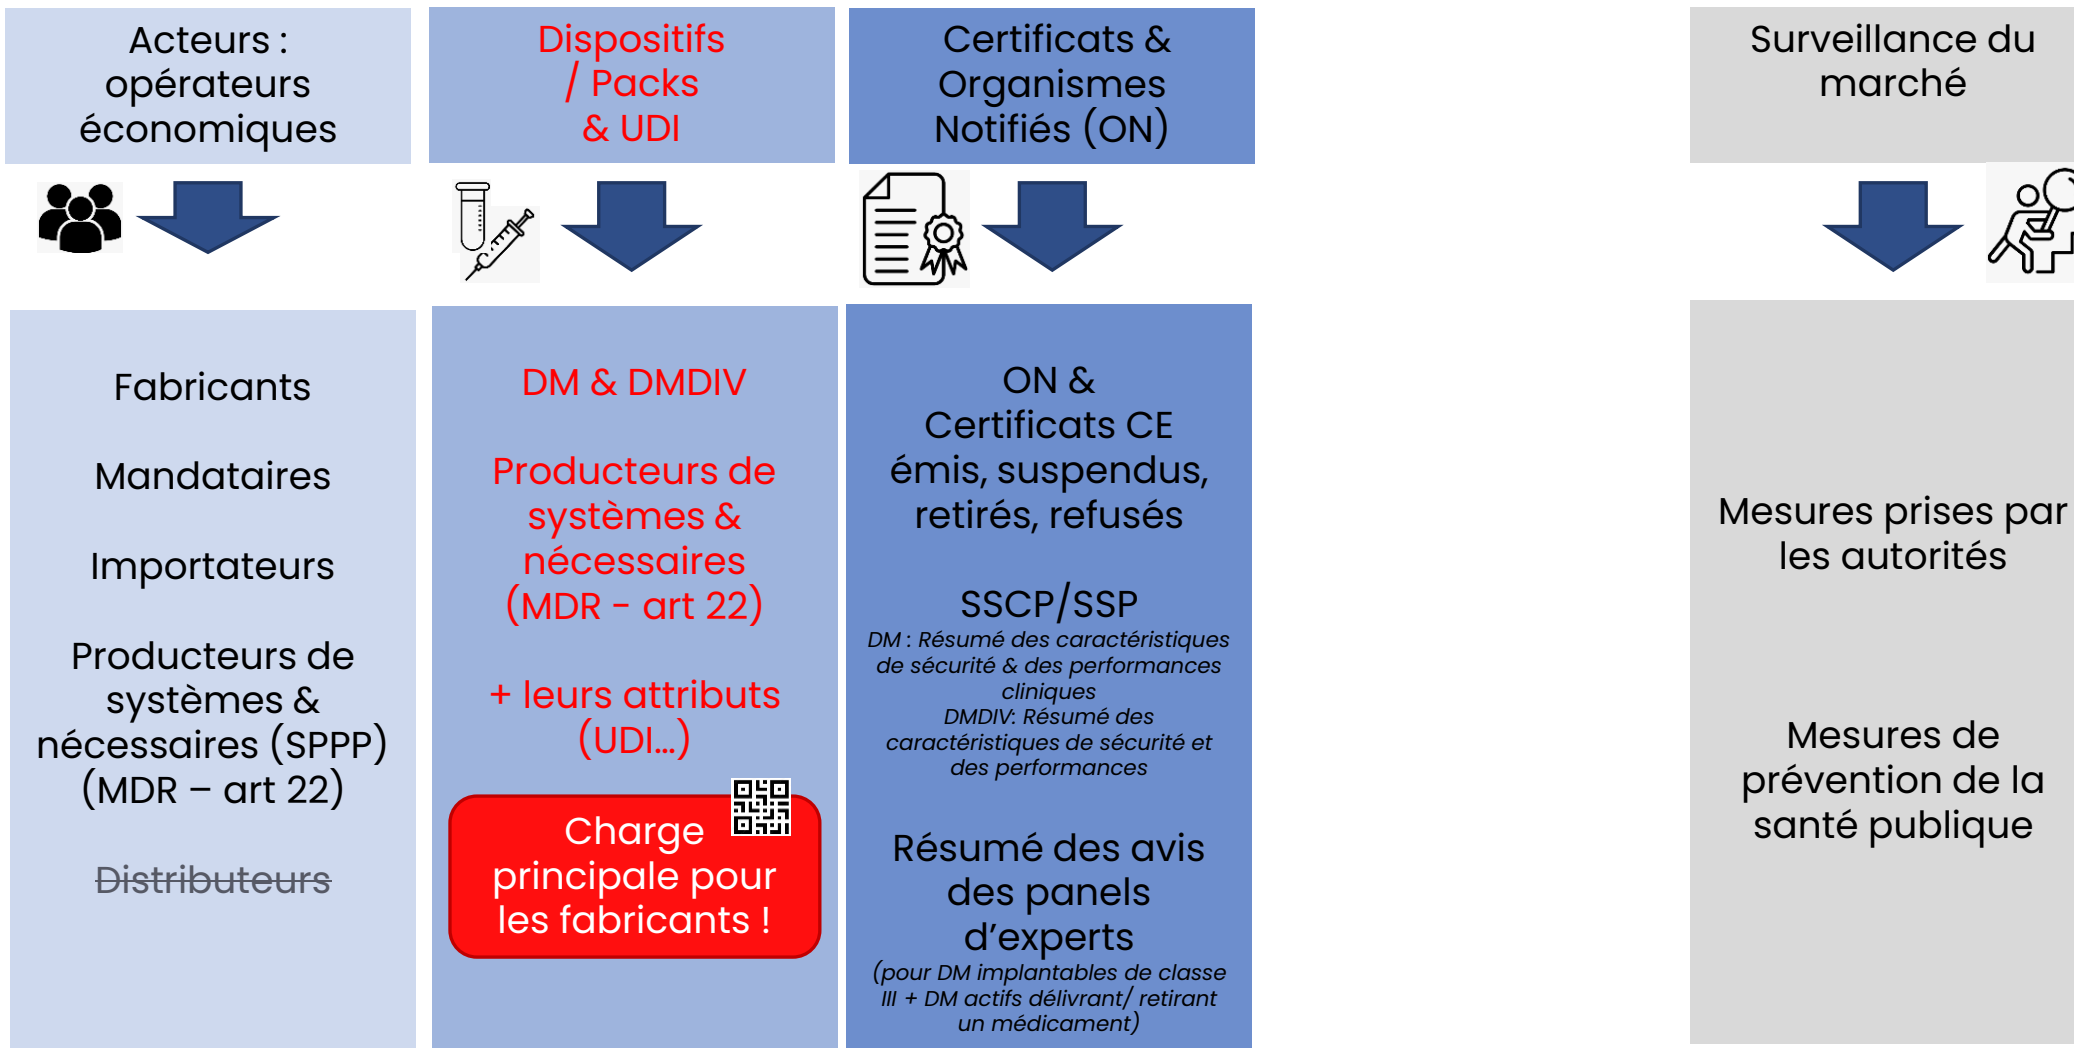 Acteurs :
opérateurs
économiques
Dispositifs
/ Packs
& UDI
Certificats &
Organismes
Notifiés (ON)
Surveillance du
marché
Fabricants
Mandataires
Importateurs
Producteurs de
systèmes &
nécessaires (SPPP)
(MDR – art 22)
Distributeurs
DM & DMDIV
Producteurs de
systèmes &
nécessaires
(MDR - art 22)
+ leurs attributs
(UDI…)
Charge
principale pour
les fabricants !
ON &
Certificats CE
émis, suspendus,
retirés, refusés
SSCP/SSP
DM : Résumé des caractéristiques
de sécurité & des performances
cliniques
DMDIV: Résumé des
caractéristiques de sécurité et
des performances
Résumé des avis
des panels
d’experts
(pour DM implantables de classe
III + DM actifs délivrant/ retirant
un médicament)
Mesures prises par
les autorités
Mesures de
prévention de la
santé publique